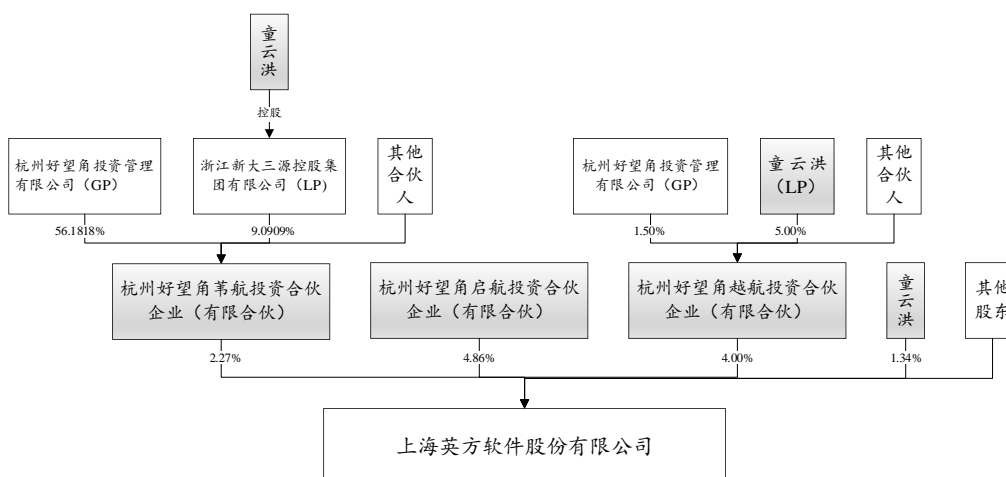 童
云
洪
控股
杭州好望角投资管理
有限公司（GP）
浙江新大三源控股集
团有限公司（LP)
其他
合伙
人
杭州好望角投资管理
有限公司（GP）
童云洪
（LP）
其他
合伙
人
56.1818%
9.0909%
1.50%
5.00%
杭州好望角苇航投资合伙
企业（有限合伙）
杭州好望角启航投资合伙
企业（有限合伙）
杭州好望角越航投资合伙
企业（有限合伙）
童
云
洪
其他
股东
2.27%
4.86%
4.00%
1.34%
上海英方软件股份有限公司